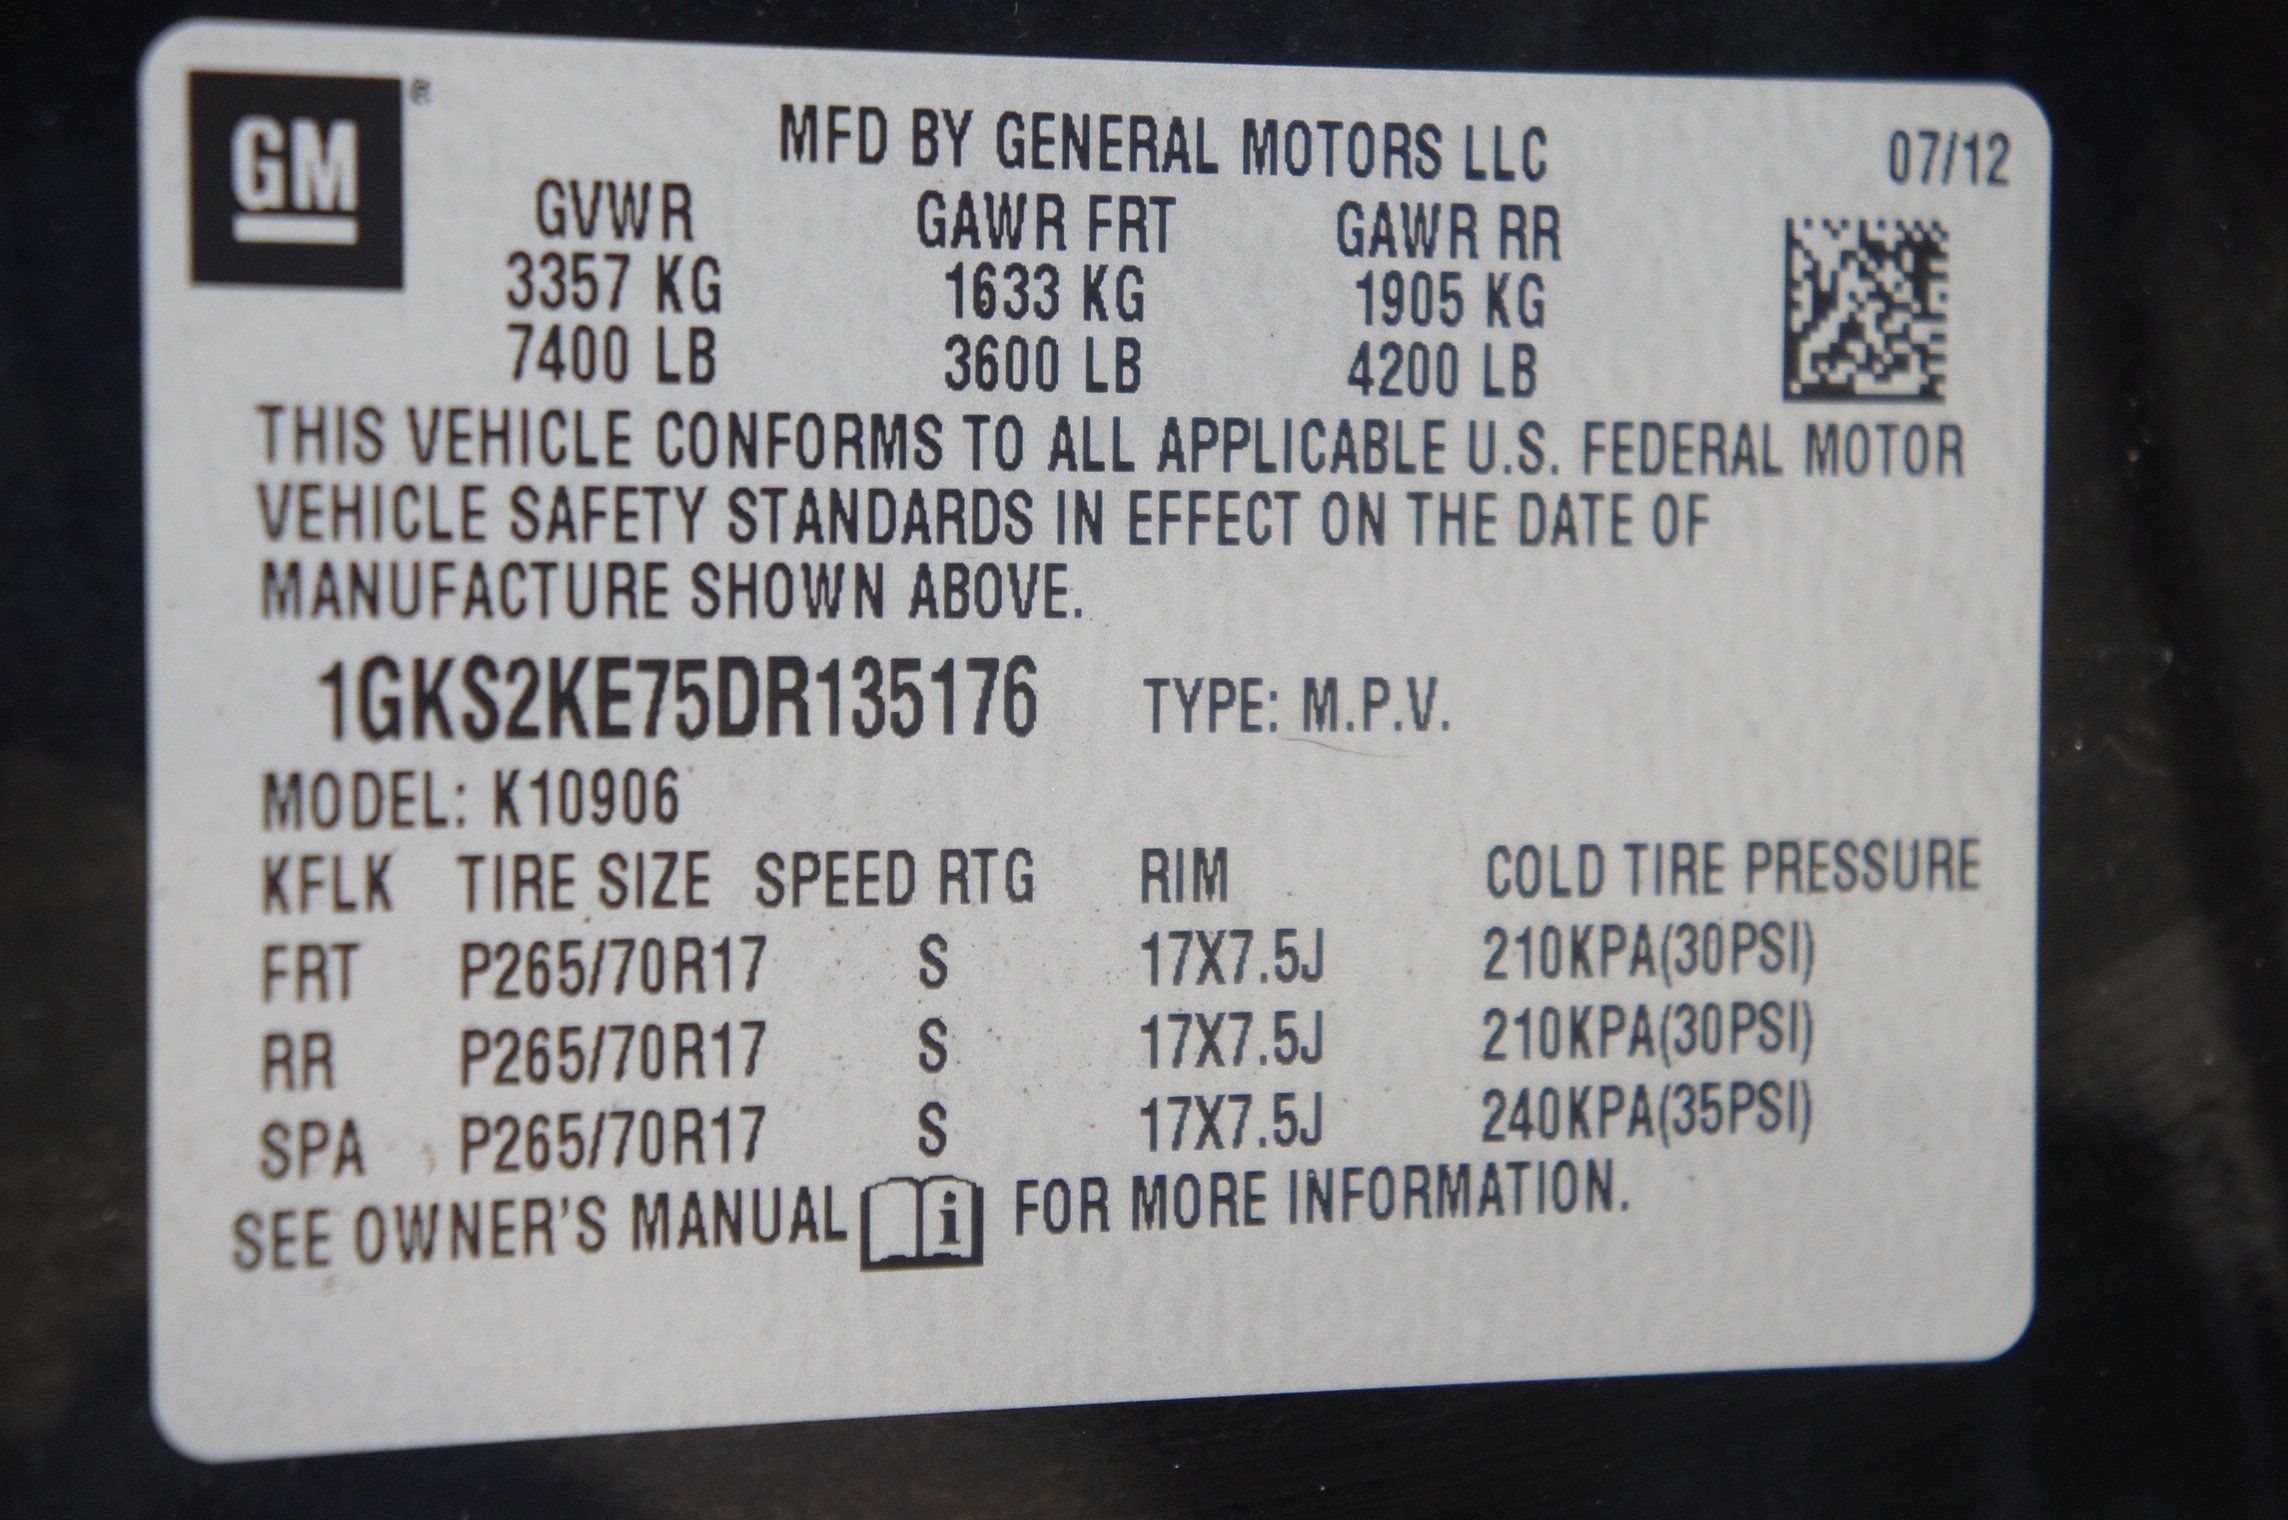 GM ®
MFD BY GENERAL MOTORS LLC 07/12
GVWR GAWR FRT GAWR RR
3357 KG 1633 KG 1905 KG
7400 LB 3600 LB 4200 LB
THIS VEHICLE CONFORMS TO ALL APPLICABLE U.S. FEDERAL MOTOR
VEHICLE SAFETY STANDARDS IN EFFECT ON THE DATE OF
MANUFACTURE SHOWN ABOVE.
1GKS2KE75DR135176 TYPE: M.P.V.
MODEL: K10906
KFLK TIRE SIZE SPEED RTG RIM COLD TIRE PRESSURE
FRT P265/70R17 S 17X7.5J 210KPA(30PSI)
RR P265/70R17 S 17X7.5J 210KPA(30PSI)
SPA P265/70R17 S 17X7.5J 240KPA(35PSI)
SEE OWNER'S MANUAL i FOR MORE INFORMATION.